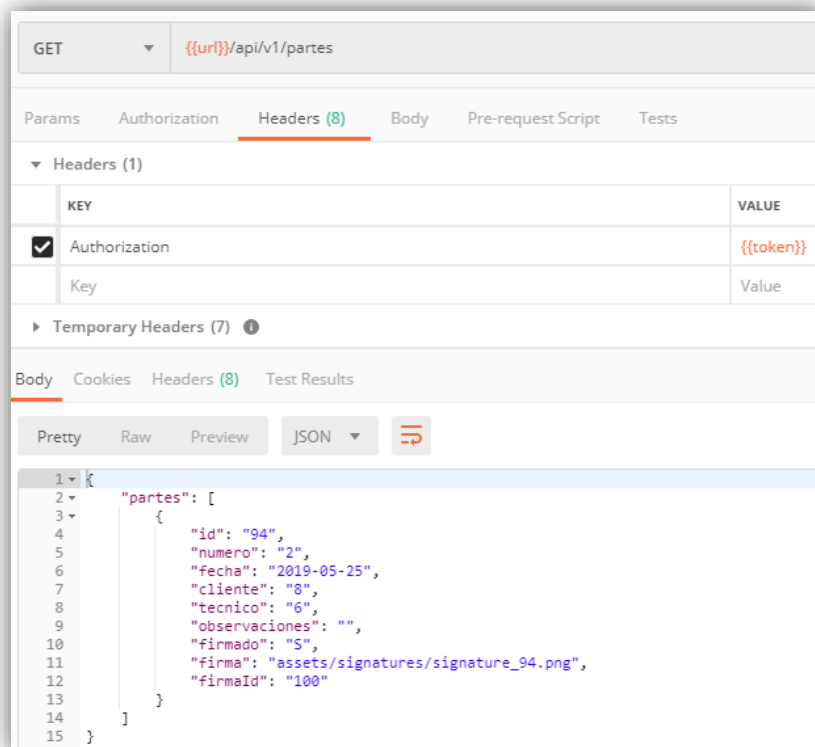 GET {{url}}/api/v1/partes
Params Authorization Headers (8) Body Pre-request Script Tests
Headers (1)
KEY VALUE
Authorization {{token}}
Key Value
Temporary Headers (7)
Body Cookies Headers (8) Test Results
Pretty Raw Preview JSON
1 {
2 "partes": [
3 {
4 "id": "94",
5 "numero": "2",
6 "fecha": "2019-05-25",
7 "cliente": "8",
8 "tecnico": "6",
9 "observaciones": "",
10 "firmado": "S",
11 "firma": "assets/signatures/signature_94.png",
12 "firmaId": "100"
13 }
14 ]
15 }